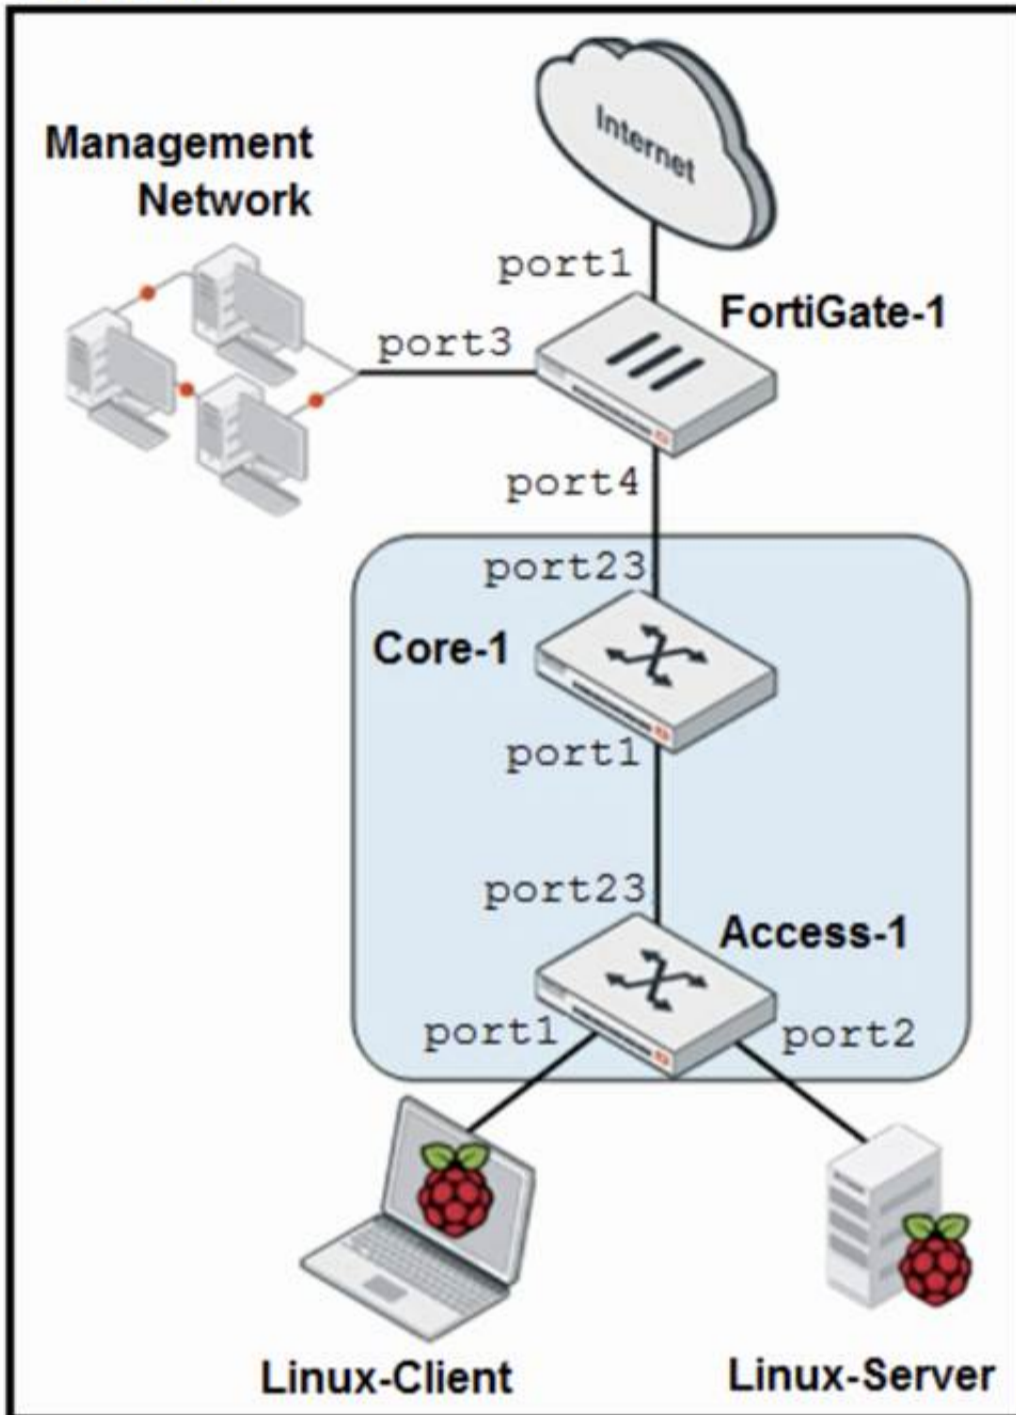 Internet
Management
Network
port1
FortiGate-1
port3
port4
port23
Core-1
port1
port23
Access-1
port1
port2
Linux-Client
Linux-Server